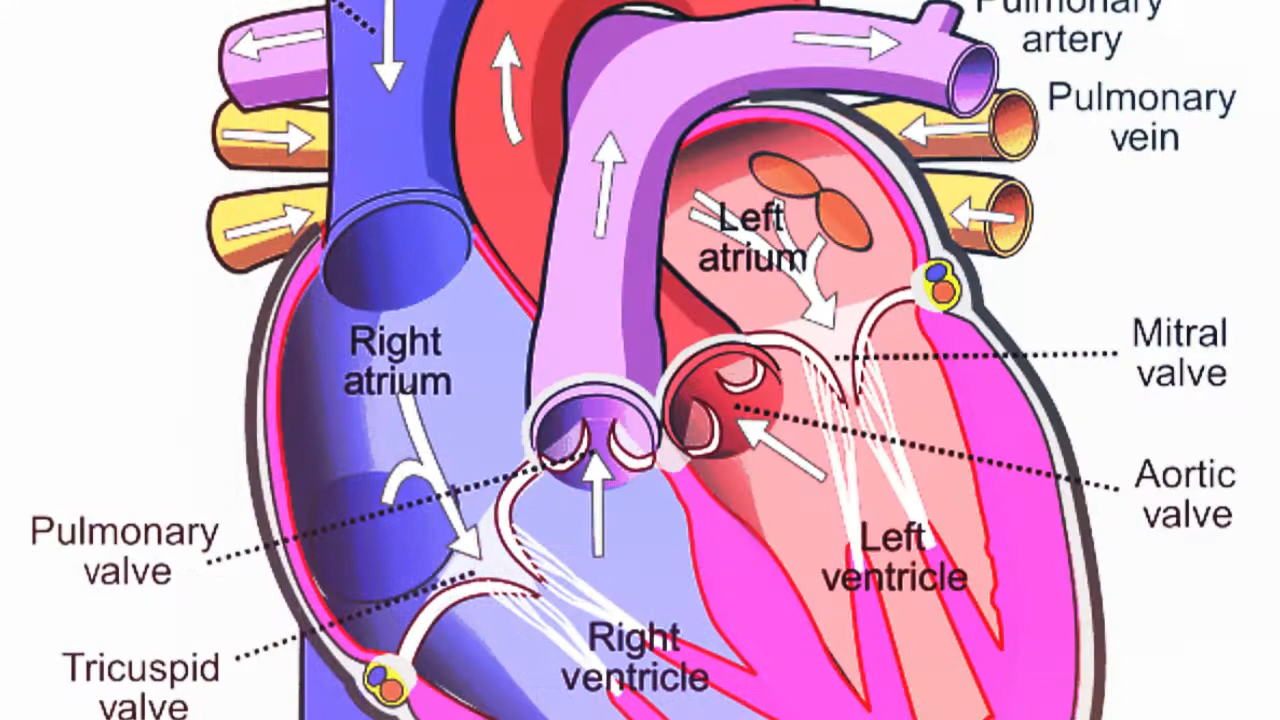 Pulmonary
artery
Pulmonary
vein
Left
atrium
Right
atrium
Mitral
valve
Aortic
valve
Pulmonary
valve
Left
ventricle
Right
ventricle
Tricuspid
valve